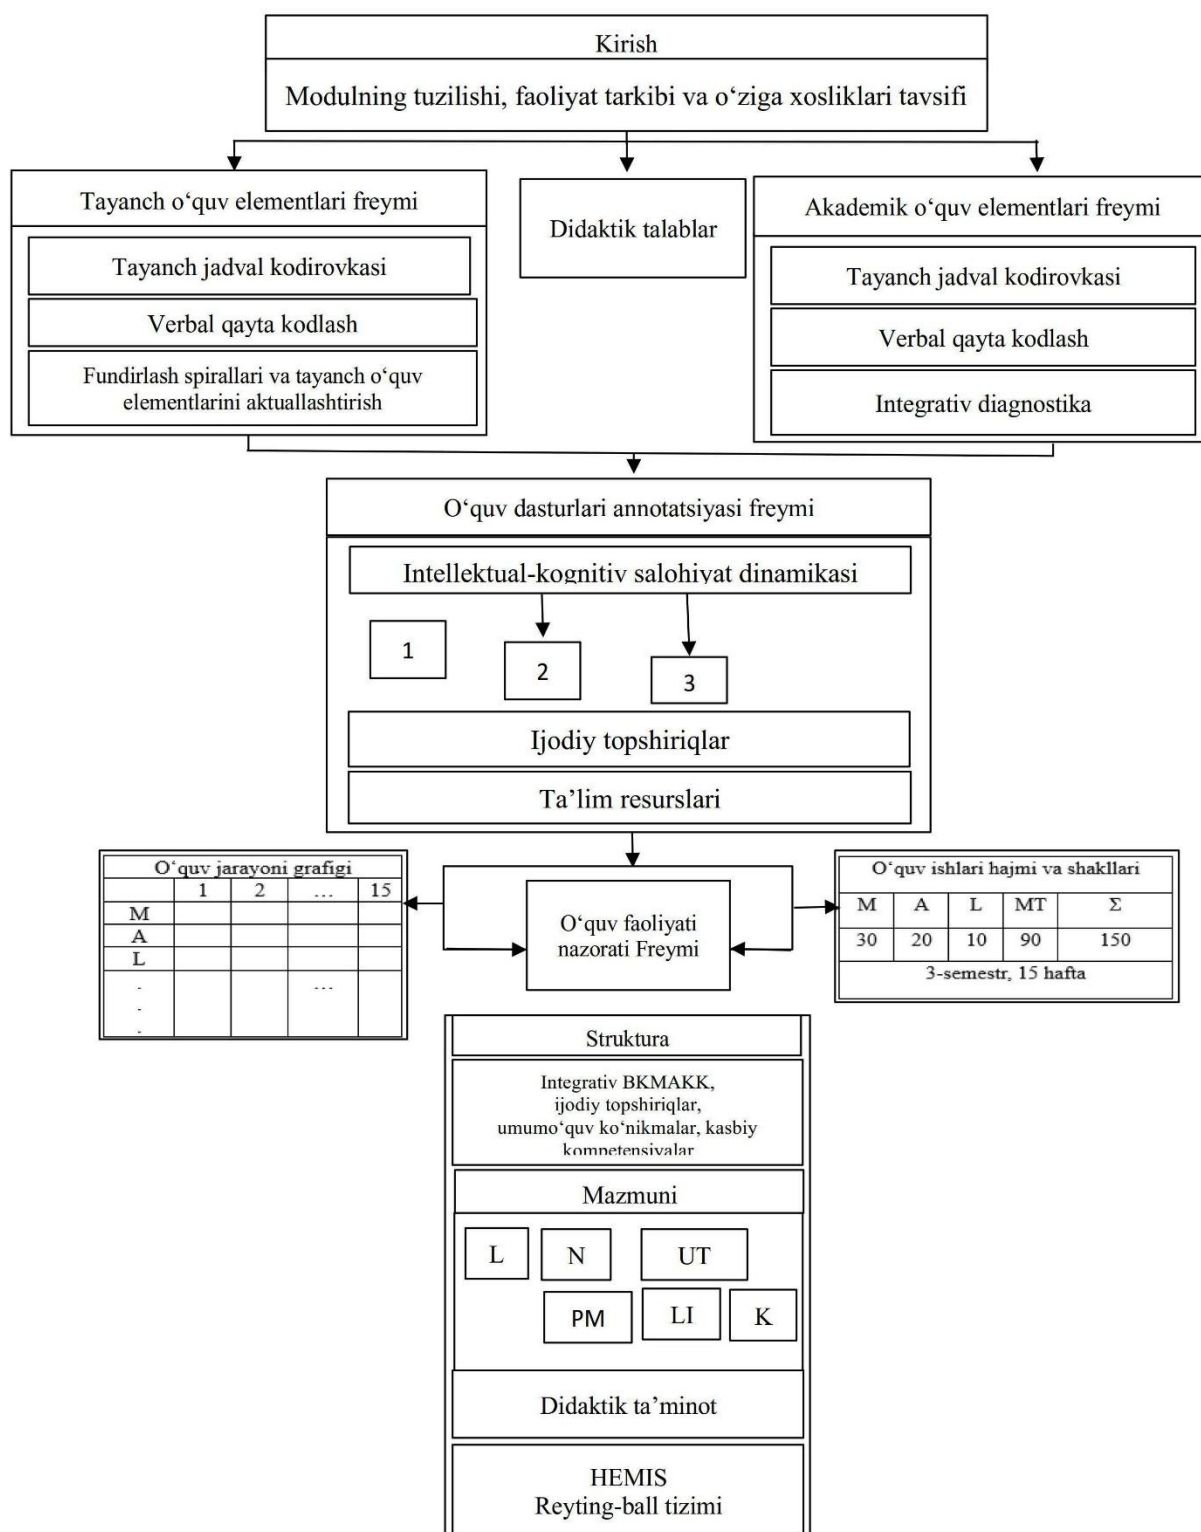 Kirish
Modulning tuzilishi, faoliyat tarkibi va o‘ziga xosliklari tavsifi
Tayanch o‘quv elementlari freymi
Tayanch jadval kodirovkasi
Verbal qayta kodlash
Fundirlash spirallari va tayanch o‘quv
elementlarini aktuallashtirish
Didaktik talablar
Akademik o‘quv elementlari freymi
Tayanch jadval kodirovkasi
Verbal qayta kodlash
Integrativ diagnostika
O‘quv dasturlari annotatsiyasi freymi
Intellektual-kognitiv salohiyat dinamikasi
1
2
3
Ijodiy topshiriqlar
Ta’lim resurslari
O‘quv jarayoni grafigi
1 2 ... 15
M
A
L
. ...
.
.
O‘quv faoliyati
nazorati Freymi
O‘quv ishlari hajmi va shakllari
M A L MT Σ
30 20 10 90 150
3-semestr, 15 hafta
Struktura
Integrativ BKMAKK,
ijodiy topshiriqlar,
umumo‘quv ko‘nikmalar, kasbiy
kompetensiyalar
Mazmuni
L N UT
PM LI K
Didaktik ta’minot
HEMIS
Reyting-ball tizimi